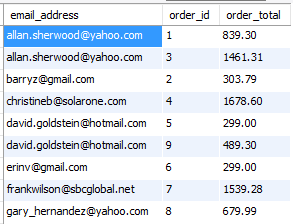 email_address order_id order_total
allan.sherwood@yahoo.com 1 839.30
allan.sherwood@yahoo.com 3 1461.31
barryz@gmail.com 2 303.79
christineb@solarone.com 4 1678.60
david.goldstein@hotmail.com 5 299.00
david.goldstein@hotmail.com 9 489.30
erinv@gmail.com 6 299.00
frankwilson@sbcglobal.net 7 1539.28
gary_hernandez@yahoo.com 8 679.99